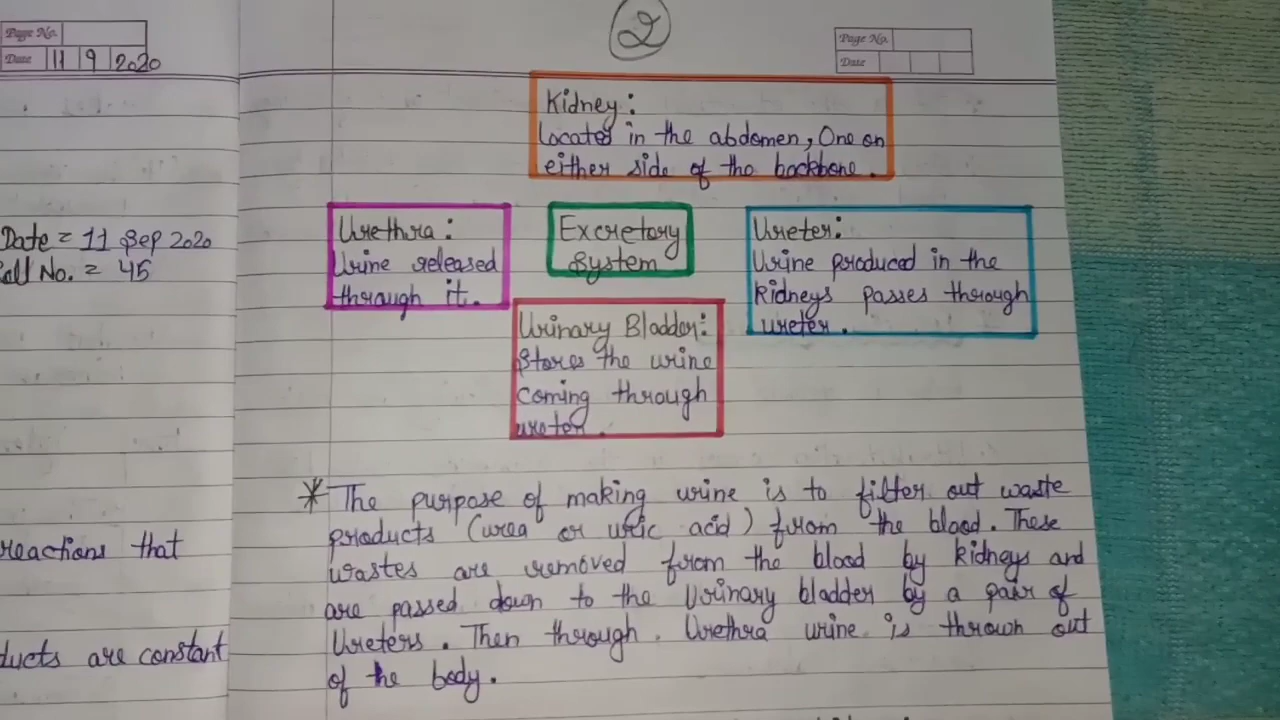 Page No.
Date 11 9 2020
Date = 11 Sep 2020
Roll No. = 45
reactions that
ducts are constant
2
Page No.
Date
Kidney:
Located in the abdomen, One on
either side of the backbone.
Urethra:
Urine released
through it.
Excretory
System
Ureter:
Urine produced in the
kidneys passes through
ureter.
Urinary Bladder:
Stores the urine
coming through
ureter.
* The purpose of making urine is to filter out waste
products (urea or uric acid) from the blood. These
wastes are removed from the blood by kidneys and
are passed down to the Urinary bladder by a pair of
Ureters. Then through. Urethra urine is thrown out
of the body.